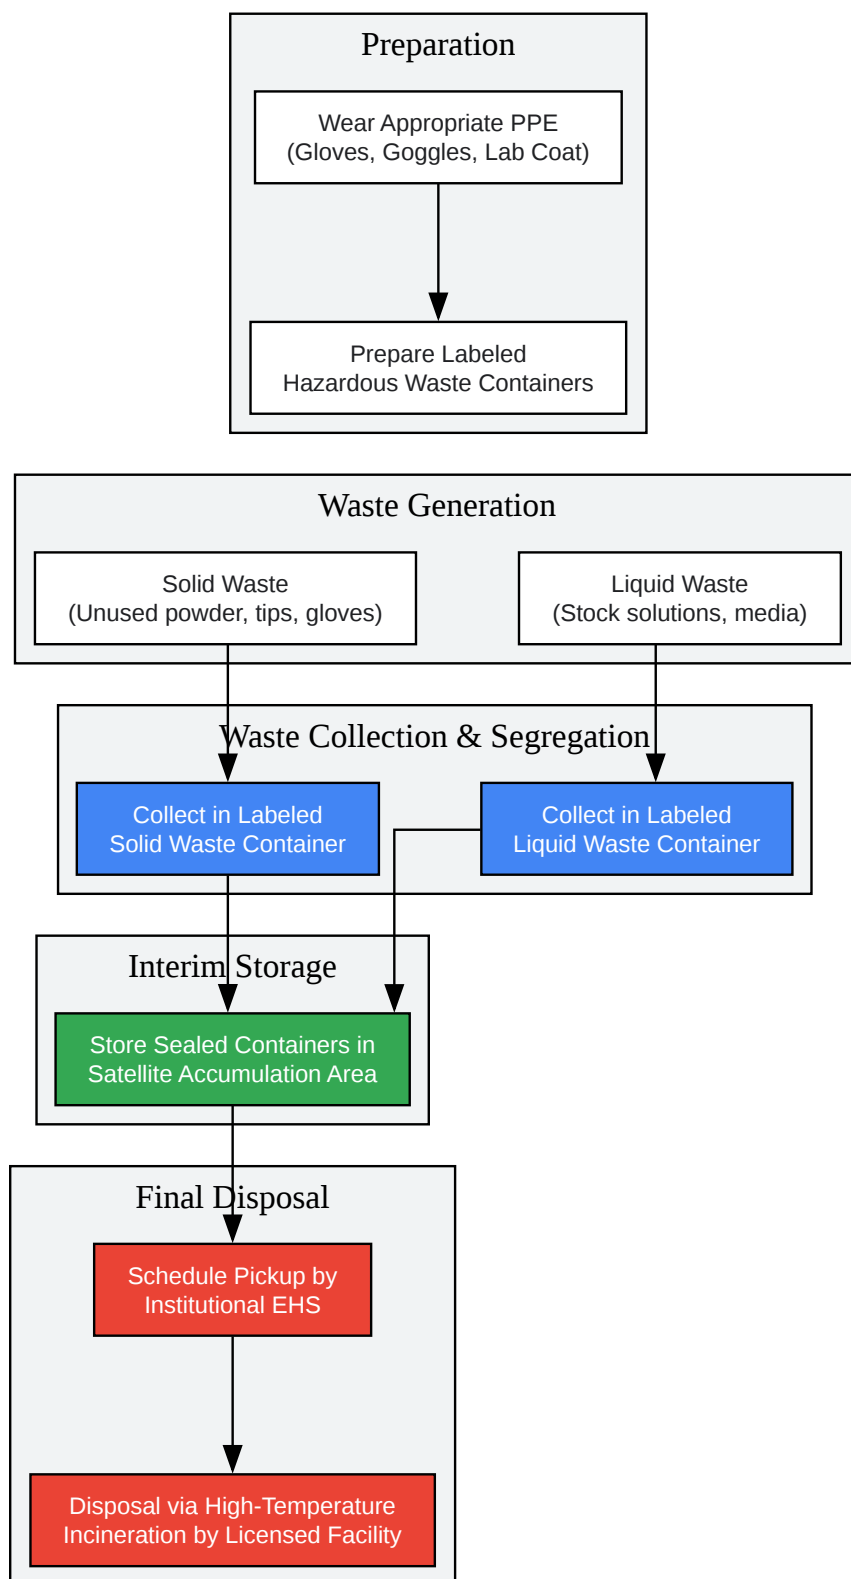 Preparation
Wear Appropriate PPE
(Gloves, Goggles, Lab Coat)
Prepare Labeled
Hazardous Waste Containers
Waste Generation
Solid Waste
(Unused powder, tips, gloves)
Liquid Waste
(Stock solutions, media)
Waste Collection & Segregation
Collect in Labeled
Solid Waste Container
Collect in Labeled
Liquid Waste Container
Interim Storage
Store Sealed Containers in
Satellite Accumulation Area
Final Disposal
Schedule Pickup by
Institutional EHS
Disposal via High-Temperature
Incineration by Licensed Facility